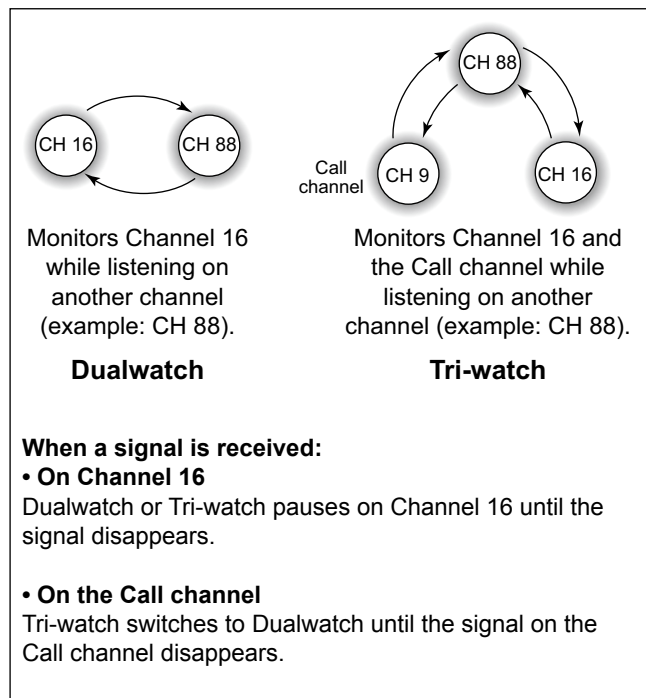 CH 16
CH 88
Monitors Channel 16
while listening on
another channel
(example: CH 88).
Dualwatch
CH 88
Call
channel
CH 9
CH 16
Monitors Channel 16 and
the Call channel while
listening on another
channel (example: CH 88).
Tri-watch
When a signal is received:
• On Channel 16
Dualwatch or Tri-watch pauses on Channel 16 until the
signal disappears.
• On the Call channel
Tri-watch switches to Dualwatch until the signal on the
Call channel disappears.